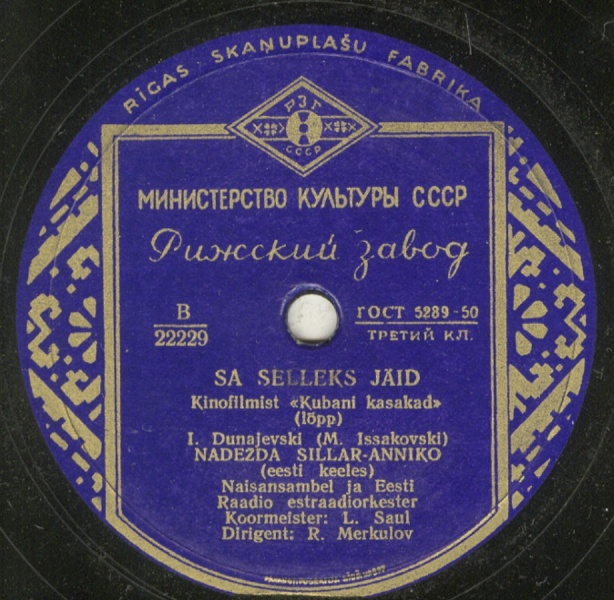 RĪGAS SKAŅUPLAŠU FABRIKA
РЗГ
СССР
МИНИСТЕРСТВО КУЛЬТУРЫ СССР
Рижский завод
В
22229
ГОСТ 5289-50
ТРЕТИЙ КЛ.
SA SELLEKS JÄID
Kinofilmist «Kubani kasakad»
(lõpp)
I. Dunajevski (M. Issakovski)
NADEŽDA SILLAR-ANNIKO
(eesti keeles)
Naisansambel ja Eesti
Raadio estraadiorkester
Koormeister: L. Saul
Dirigent: R. Merkulov